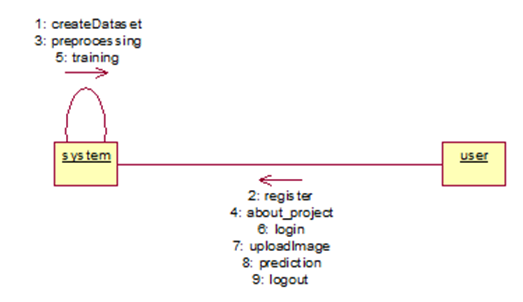 1: createDataset
3: preprocessing
5: training
system
user
2: register
4: about_project
6: login
7: uploadImage
8: prediction
9: logout